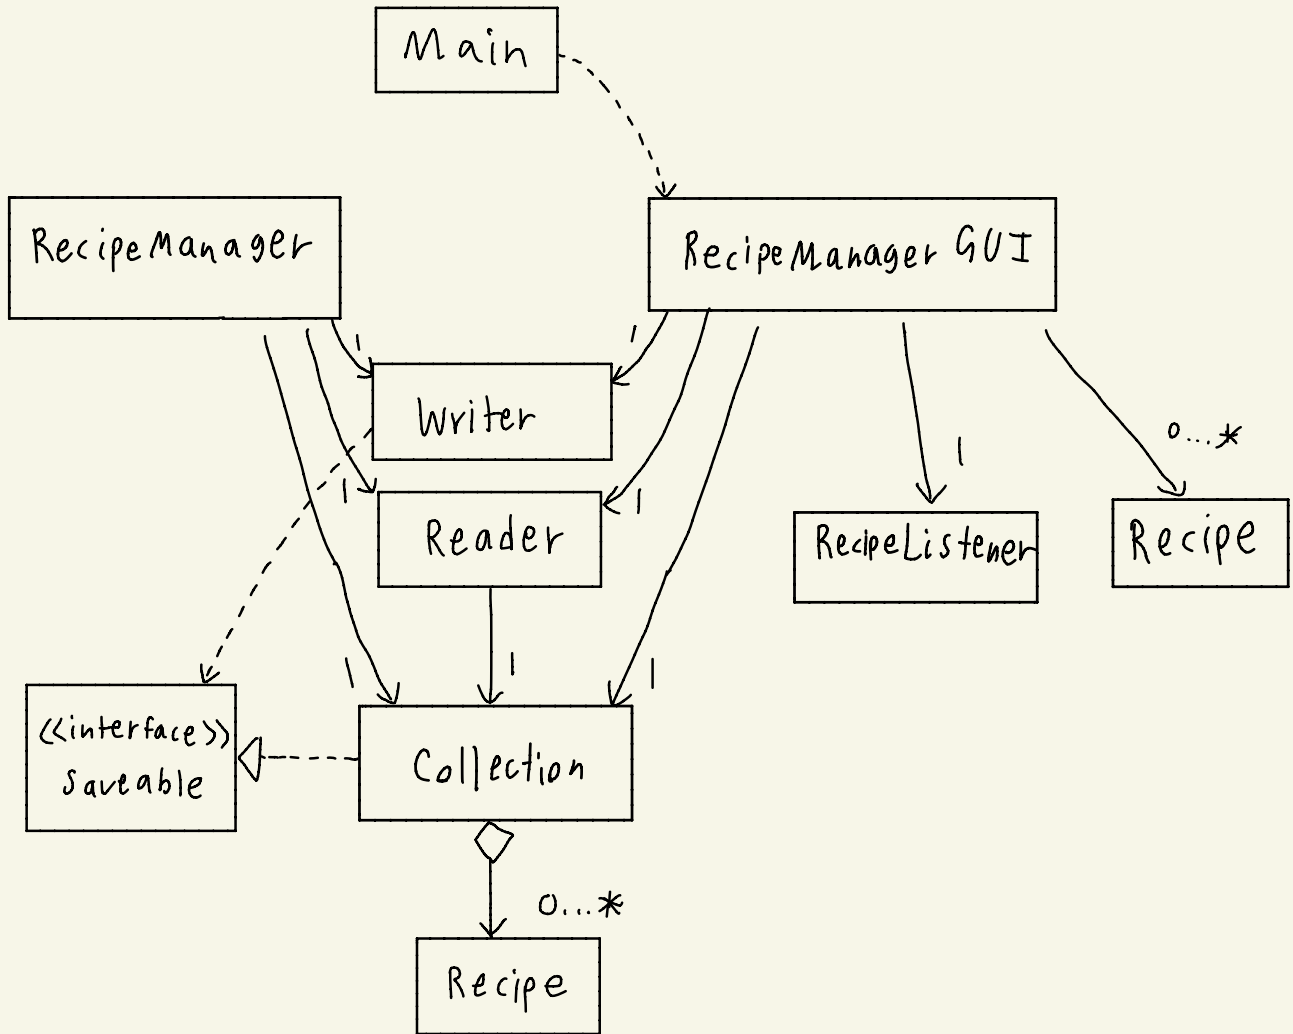 Main
RecipeManager
RecipeManager GUI
1
1
Writer
0...*
1
1
1
Reader
RecipeListener
Recipe
1
1
1
<<interface>>
Saveable
Collection
0...*
Recipe